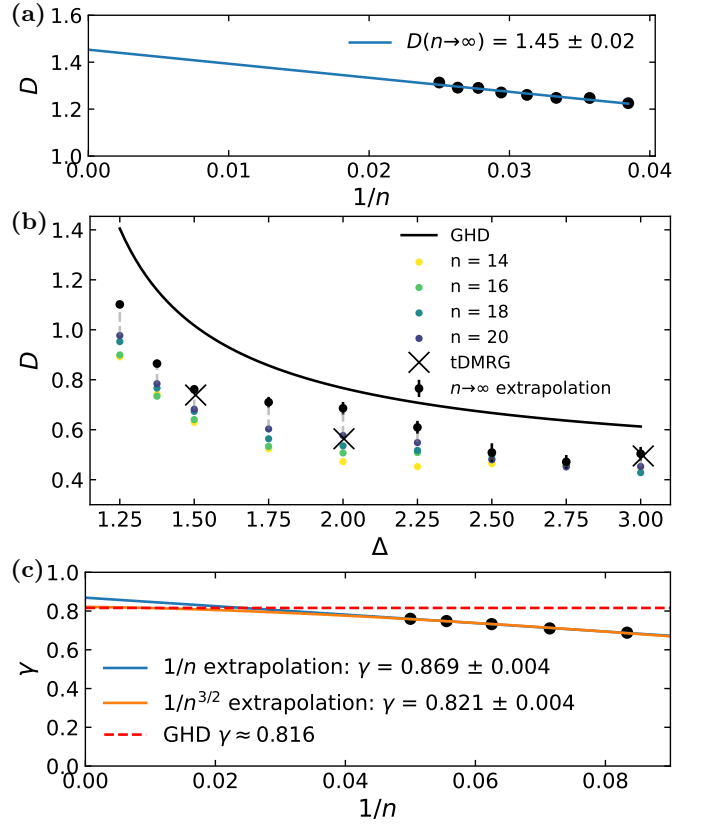 (a)
1.6
1.4
1.2
1.0
D
D(n→∞) = 1.45 ± 0.02
0.00 0.01 0.02 0.03 0.04
1/n
(b)
1.4
1.2
1.0
0.8
0.6
0.4
D
GHD
n = 14
n = 16
n = 18
n = 20
tDMRG
n→∞ extrapolation
1.25 1.375 1.50 1.75 2.00 2.25 2.50 2.75 3.00
Δ
(c)
1.0
0.8
0.6
0.4
0.2
0.0
γ
1/n extrapolation: γ = 0.869 ± 0.004
1/n^{3/2} extrapolation: γ = 0.821 ± 0.004
GHD γ ≈ 0.816
0.00 0.02 0.04 0.06 0.08
1/n